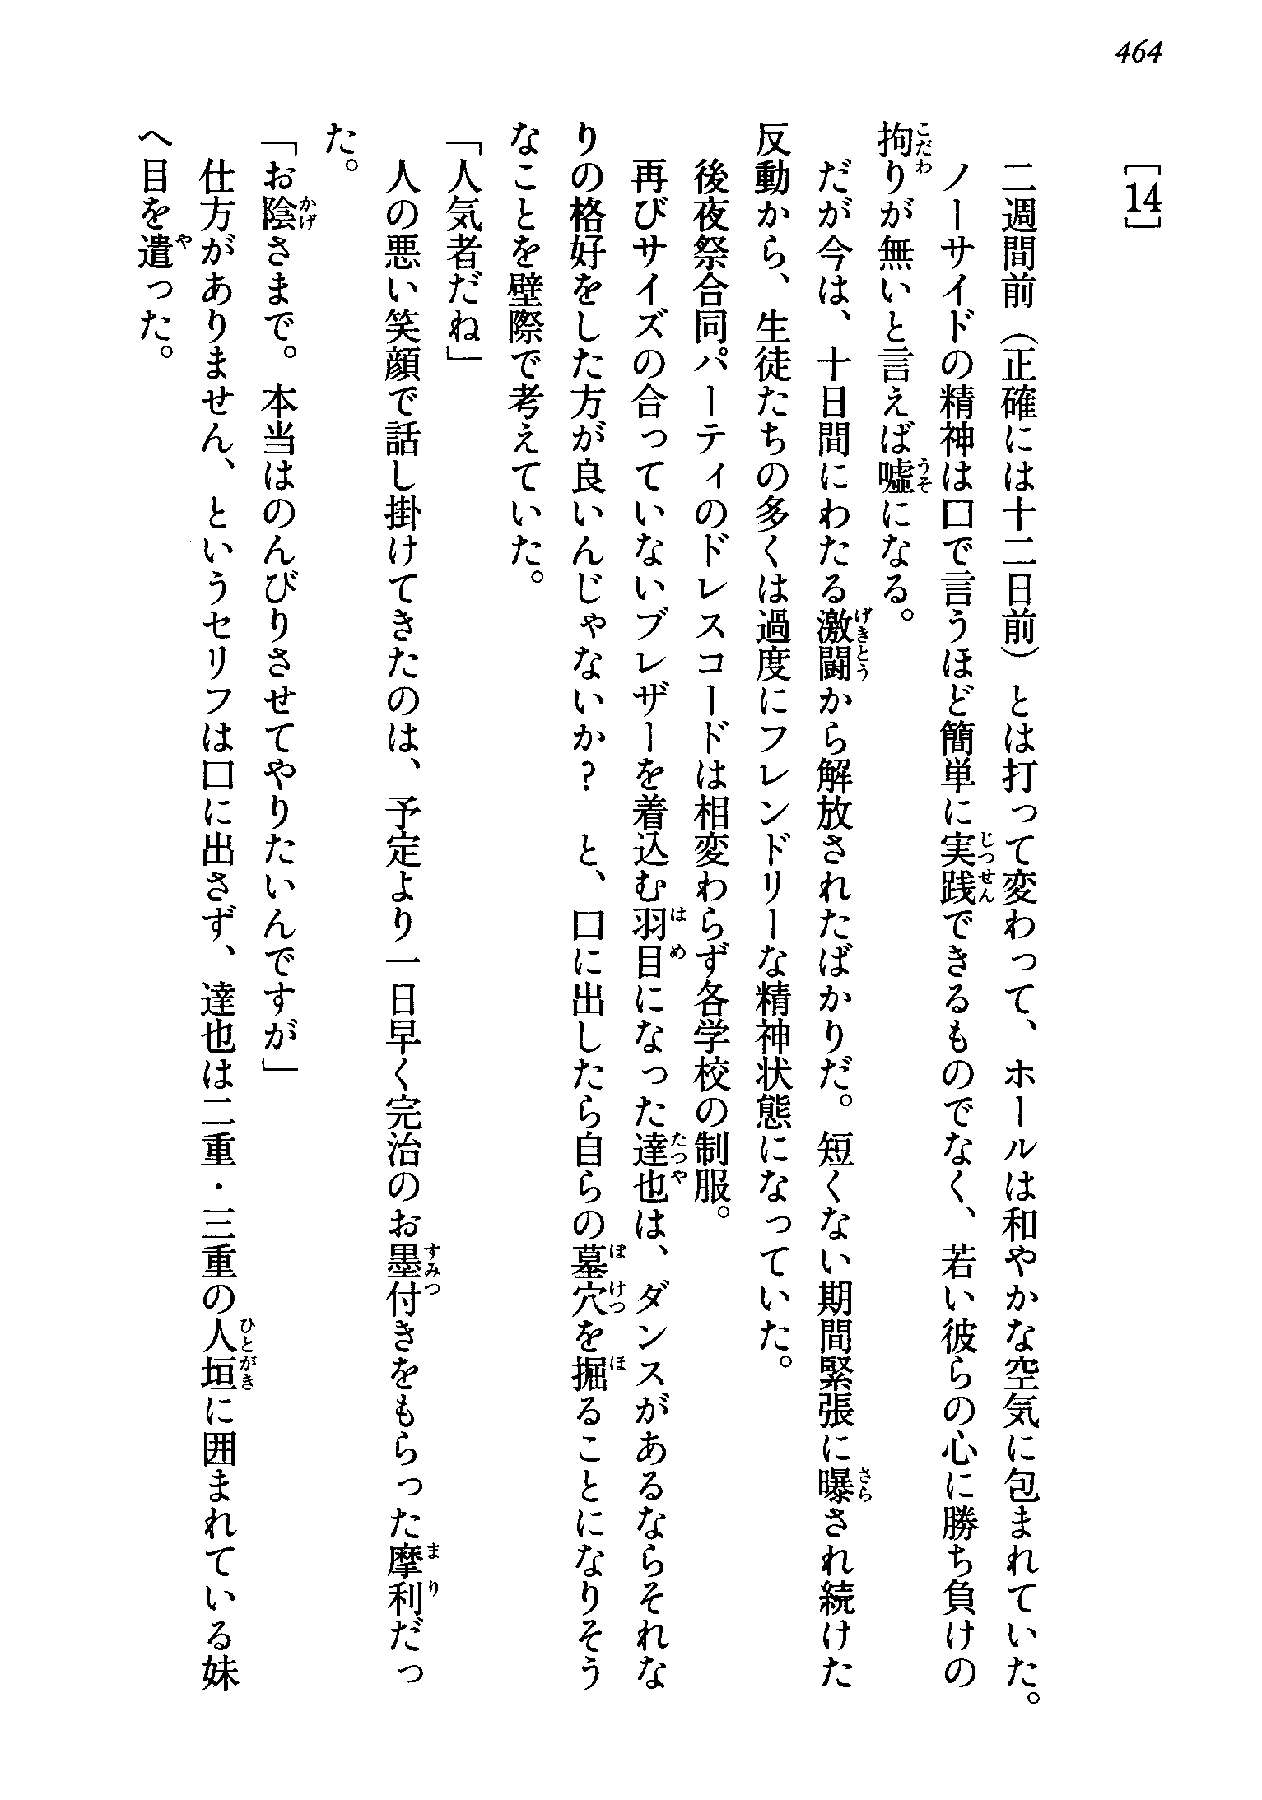 464
[14]
二週間前（正確には十二日前）とは打って変わって、ホールは和やかな空気に包まれていた。
ノーサイドの精神は口で言うほど簡単に実践できるものでなく、若い彼らの心に勝ち負けの
拘りが無いと言えば嘘になる。
だが今は、十日間にわたる激闘から解放されたばかりだ。短くない期間緊張に曝され続けた
反動から、生徒たちの多くは過度にフレンドリーな精神状態になっていた。
後夜祭合同パーティのドレスコードは相変わらず各学校の制服。
再びサイズの合っていないブレザーを着込む羽目になった達也は、ダンスがあるならそれな
りの格好をした方が良いんじゃないか？　と、口に出したら自らの墓穴を掘ることになりそう
なことを壁際で考えていた。
「人気者だね」
人の悪い笑顔で話し掛けてきたのは、予定より一日早く完治のお墨付きをもらった摩利だっ
た。
「お陰さまで。本当はのんびりさせてやりたいんですが」
仕方がありません、というセリフは口に出さず、達也は二重・三重の人垣に囲まれている妹
へ目を遣った。